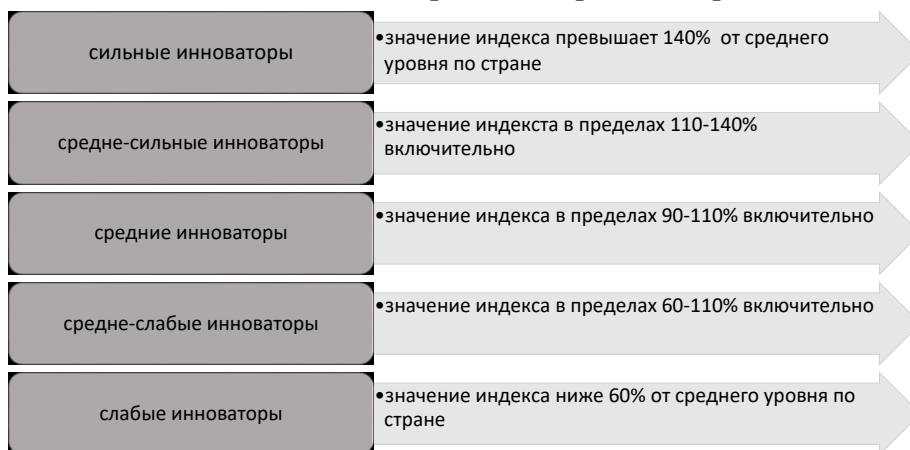 сильные инноваторы
•значение индекса превышает 140% от среднего
уровня по стране
средне-сильные инноваторы
•значение индекста в пределах 110-140%
включительно
средние инноваторы
•значение индекса в пределах 90-110% включительно
средне-слабые инноваторы
•значение индекса в пределах 60-110% включительно
слабые инноваторы
•значение индекса ниже 60% от среднего уровня по
стране